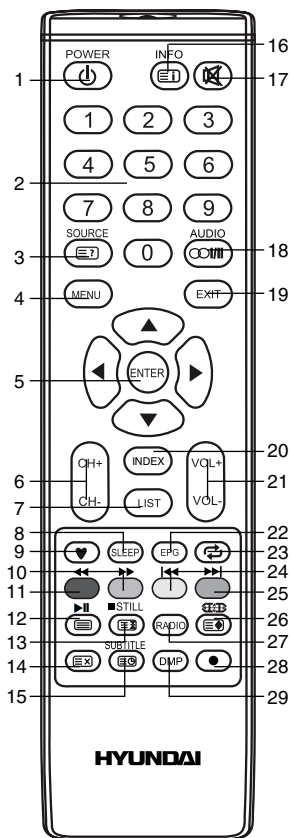 POWER INFO 16
1 17
1 2 3
4 5 6
2
7 8 9
SOURCE AUDIO
3 ? 0 I/II 18
4 MENU EXIT 19
5 ENTER
INDEX 20
CH+ VOL+
6 21
CH- VOL-
7 LIST
8 22
9 SLEEP EPG 23
10 24
11 25
12 STILL 26
13 RADIO 27
SUBTITLE
14 DMP 28
15 29
HYUNDAI